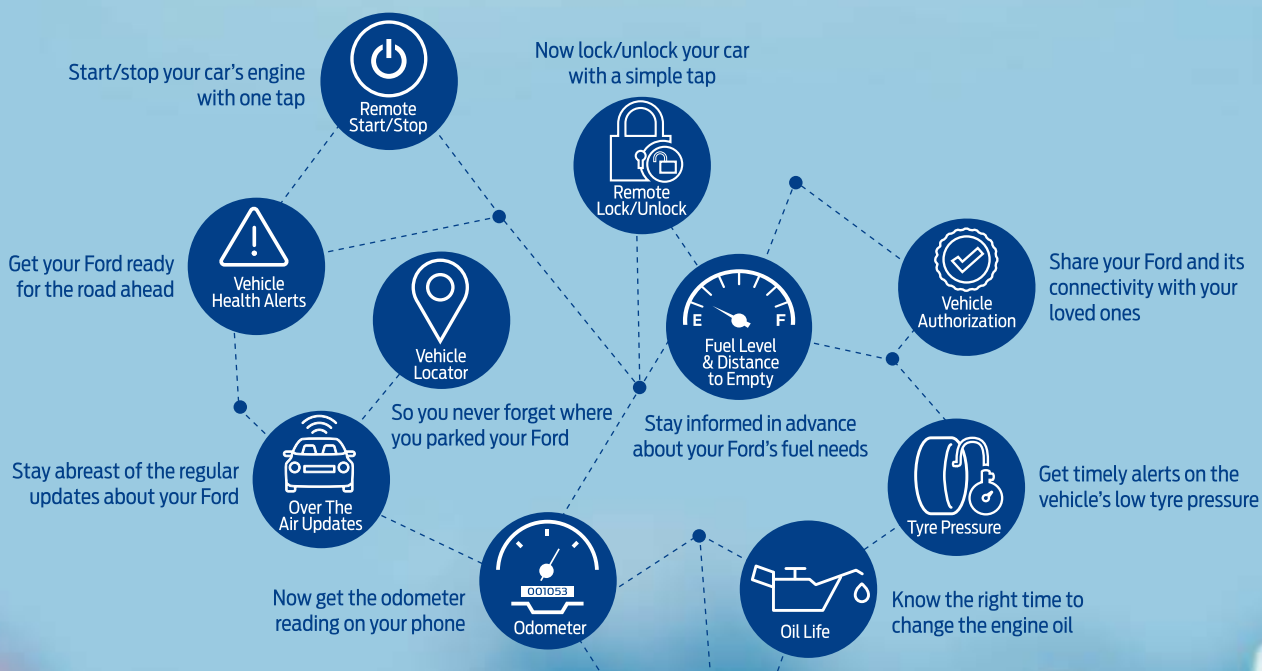 Start/stop your car's engine
with one tap
Remote
Start/Stop
Now lock/unlock your car
with a simple tap
Remote
Lock/Unlock
Get your Ford ready
for the road ahead
Vehicle
Health Alerts
Vehicle
Locator
So you never forget where
you parked your Ford
E
F
Fuel Level
& Distance
to Empty
Stay informed in advance
about your Ford's fuel needs
Vehicle
Authorization
Share your Ford and its
connectivity with your
loved ones
Stay abreast of the regular
updates about your Ford
Over The
Air Updates
Tyre Pressure
Get timely alerts on the
vehicle's low tyre pressure
Now get the odometer
reading on your phone
001053
Odometer
Oil Life
Know the right time to
change the engine oil